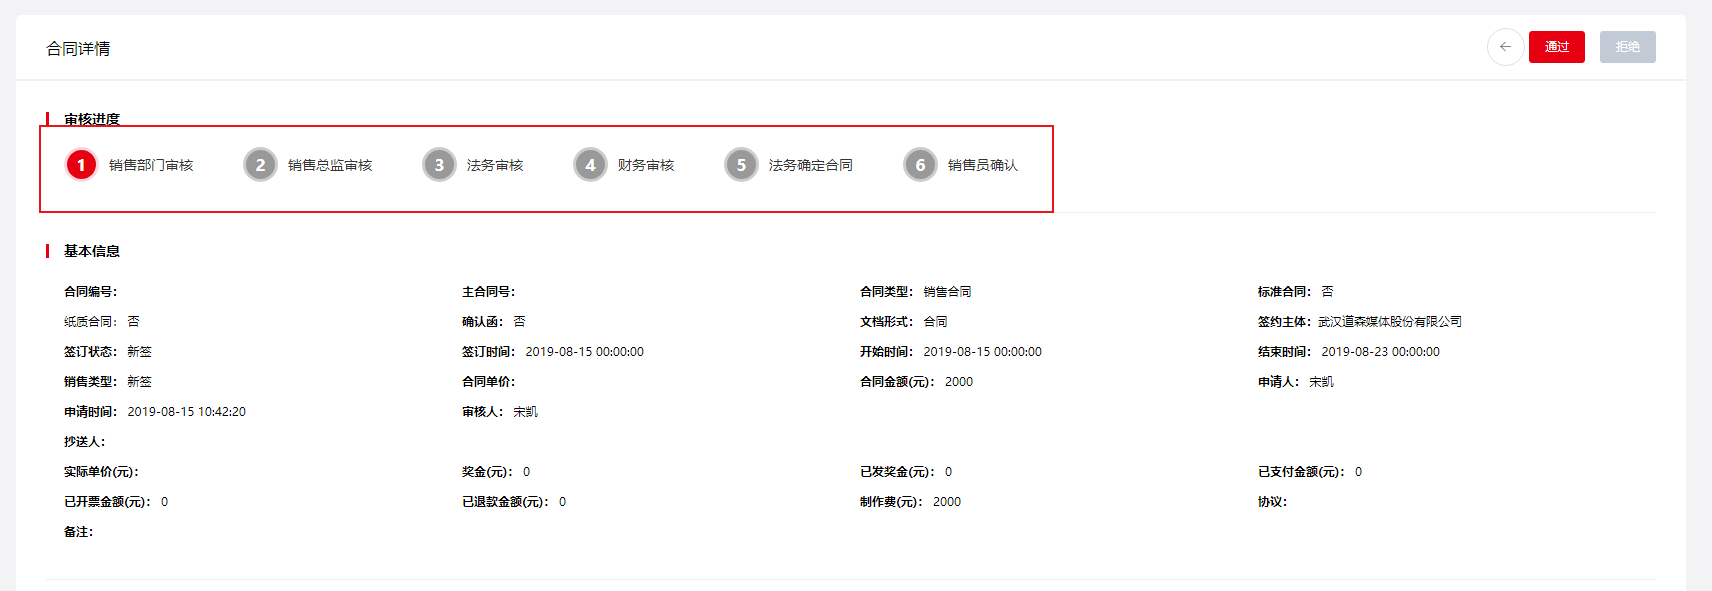 合同详情
通过 拒绝
审核进度
1 销售部门审核 2 销售总监审核 3 法务审核 4 财务审核 5 法务确定合同 6 销售员确认
基本信息
合同编号： 主合同号： 合同类型： 销售合同 标准合同： 否
纸质合同： 否 确认函： 否 文档形式： 合同 签约主体： 武汉道森媒体股份有限公司
签订状态： 新签 签订时间： 2019-08-15 00:00:00 开始时间： 2019-08-15 00:00:00 结束时间： 2019-08-23 00:00:00
销售类型： 新签 合同单价： 合同金额(元)： 2000 申请人： 宋凯
申请时间： 2019-08-15 10:42:20 审核人： 宋凯
抄送人：
实际单价(元)： 奖金(元)： 0 已发奖金(元)： 0 已支付金额(元)： 0
已开票金额(元)： 0 已退款金额(元)： 0 制作费(元)： 2000 协议：
备注：